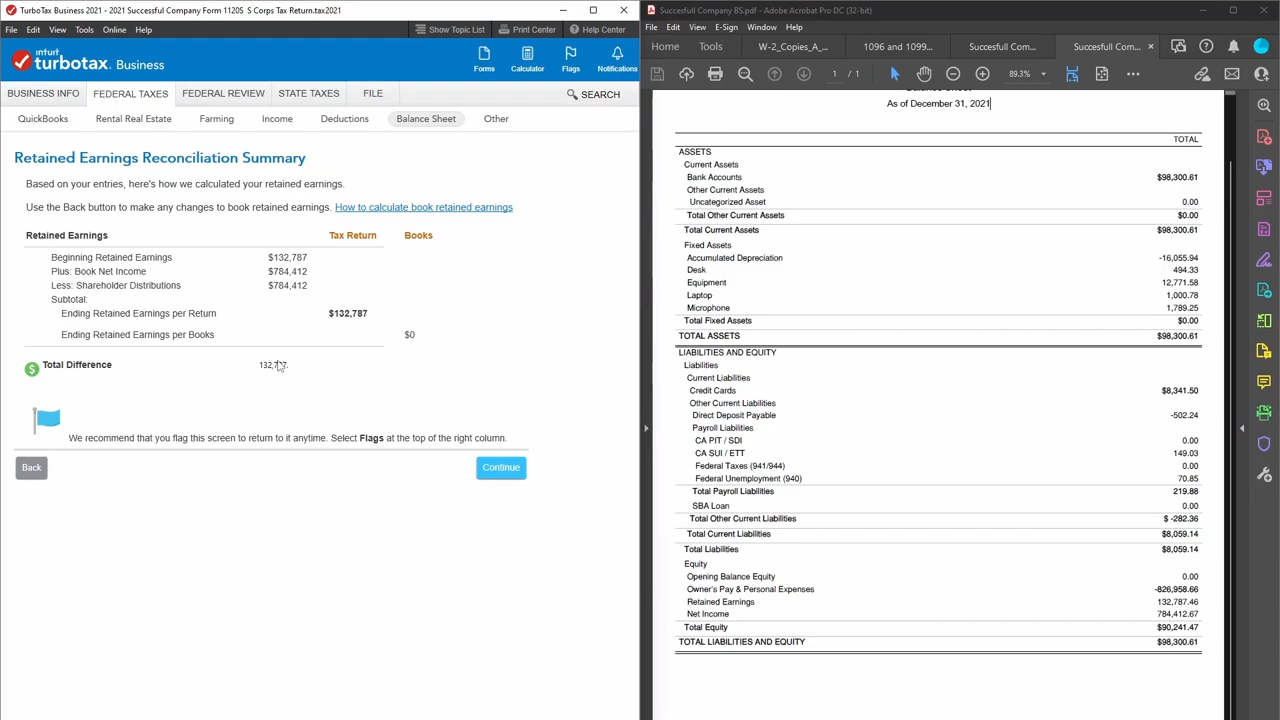 TurboTax Business 2021 - 2021 Successful Company Form 1120S S Corps Tax Return.tax2021
File Edit View Tools Online Help
Show Topic List Print Center Help Center
intuit turbotax. Business
Forms Calculator Flags Notifications
BUSINESS INFO FEDERAL TAXES FEDERAL REVIEW STATE TAXES FILE SEARCH
QuickBooks Rental Real Estate Farming Income Deductions Balance Sheet Other
Retained Earnings Reconciliation Summary
Based on your entries, here's how we calculated your retained earnings.
Use the Back button to make any changes to book retained earnings. How to calculate book retained earnings
Retained Earnings Tax Return Books
Beginning Retained Earnings $132,787
Plus: Book Net Income $784,412
Less: Shareholder Distributions $784,412
Subtotal:
Ending Retained Earnings per Return $132,787
Ending Retained Earnings per Books $0
$ Total Difference
We recommend that you flag this screen to return to it anytime. Select Flags at the top of the right column.
Back Continue
Succesfull Company BS.pdf - Adobe Acrobat Pro DC (32-bit)
File Edit View E-Sign Window Help
Home Tools W-2_Copies_A_... 1096 and 1099... Succesfull Com... Succesfull Com...
1 / 1 89.3%
As of December 31, 2021
TOTAL
ASSETS
Current Assets
Bank Accounts $98,300.61
Other Current Assets
Uncategorized Asset 0.00
Total Other Current Assets $0.00
Total Current Assets $98,300.61
Fixed Assets
Accumulated Depreciation -16,055.94
Desk 494.33
Equipment 12,771.58
Laptop 1,000.78
Microphone 1,789.25
Total Fixed Assets $0.00
TOTAL ASSETS $98,300.61
LIABILITIES AND EQUITY
Liabilities
Current Liabilities
Credit Cards $8,341.50
Other Current Liabilities
Direct Deposit Payable -502.24
Payroll Liabilities
CA PIT / SDI 0.00
CA SUI / ETT 149.03
Federal Taxes (941/944) 0.00
Federal Unemployment (940) 70.85
Total Payroll Liabilities 219.88
SBA Loan 0.00
Total Other Current Liabilities $ -282.36
Total Current Liabilities $8,059.14
Total Liabilities $8,059.14
Equity
Opening Balance Equity 0.00
Owner's Pay & Personal Expenses -826,958.66
Retained Earnings 132,787.46
Net Income 784,412.67
Total Equity $90,241.47
TOTAL LIABILITIES AND EQUITY $98,300.61